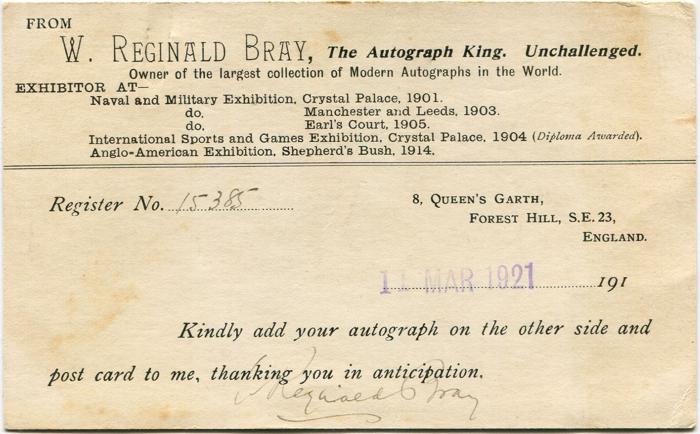 FROM
W. REGINALD BRAY, The Autograph King. Unchallenged.
Owner of the largest collection of Modern Autographs in the World.
EXHIBITOR AT—
Naval and Military Exhibition, Crystal Palace, 1901.
do. Manchester and Leeds, 1903.
do. Earl's Court, 1905.
International Sports and Games Exhibition, Crystal Palace, 1904 (Diploma Awarded).
Anglo-American Exhibition, Shepherd's Bush, 1914.
Register No. 15385
8, QUEEN'S GARTH,
FOREST HILL, S.E. 23,
ENGLAND.
11 MAR 1921 191
Kindly add your autograph on the other side and
post card to me, thanking you in anticipation.
W Reginald Bray